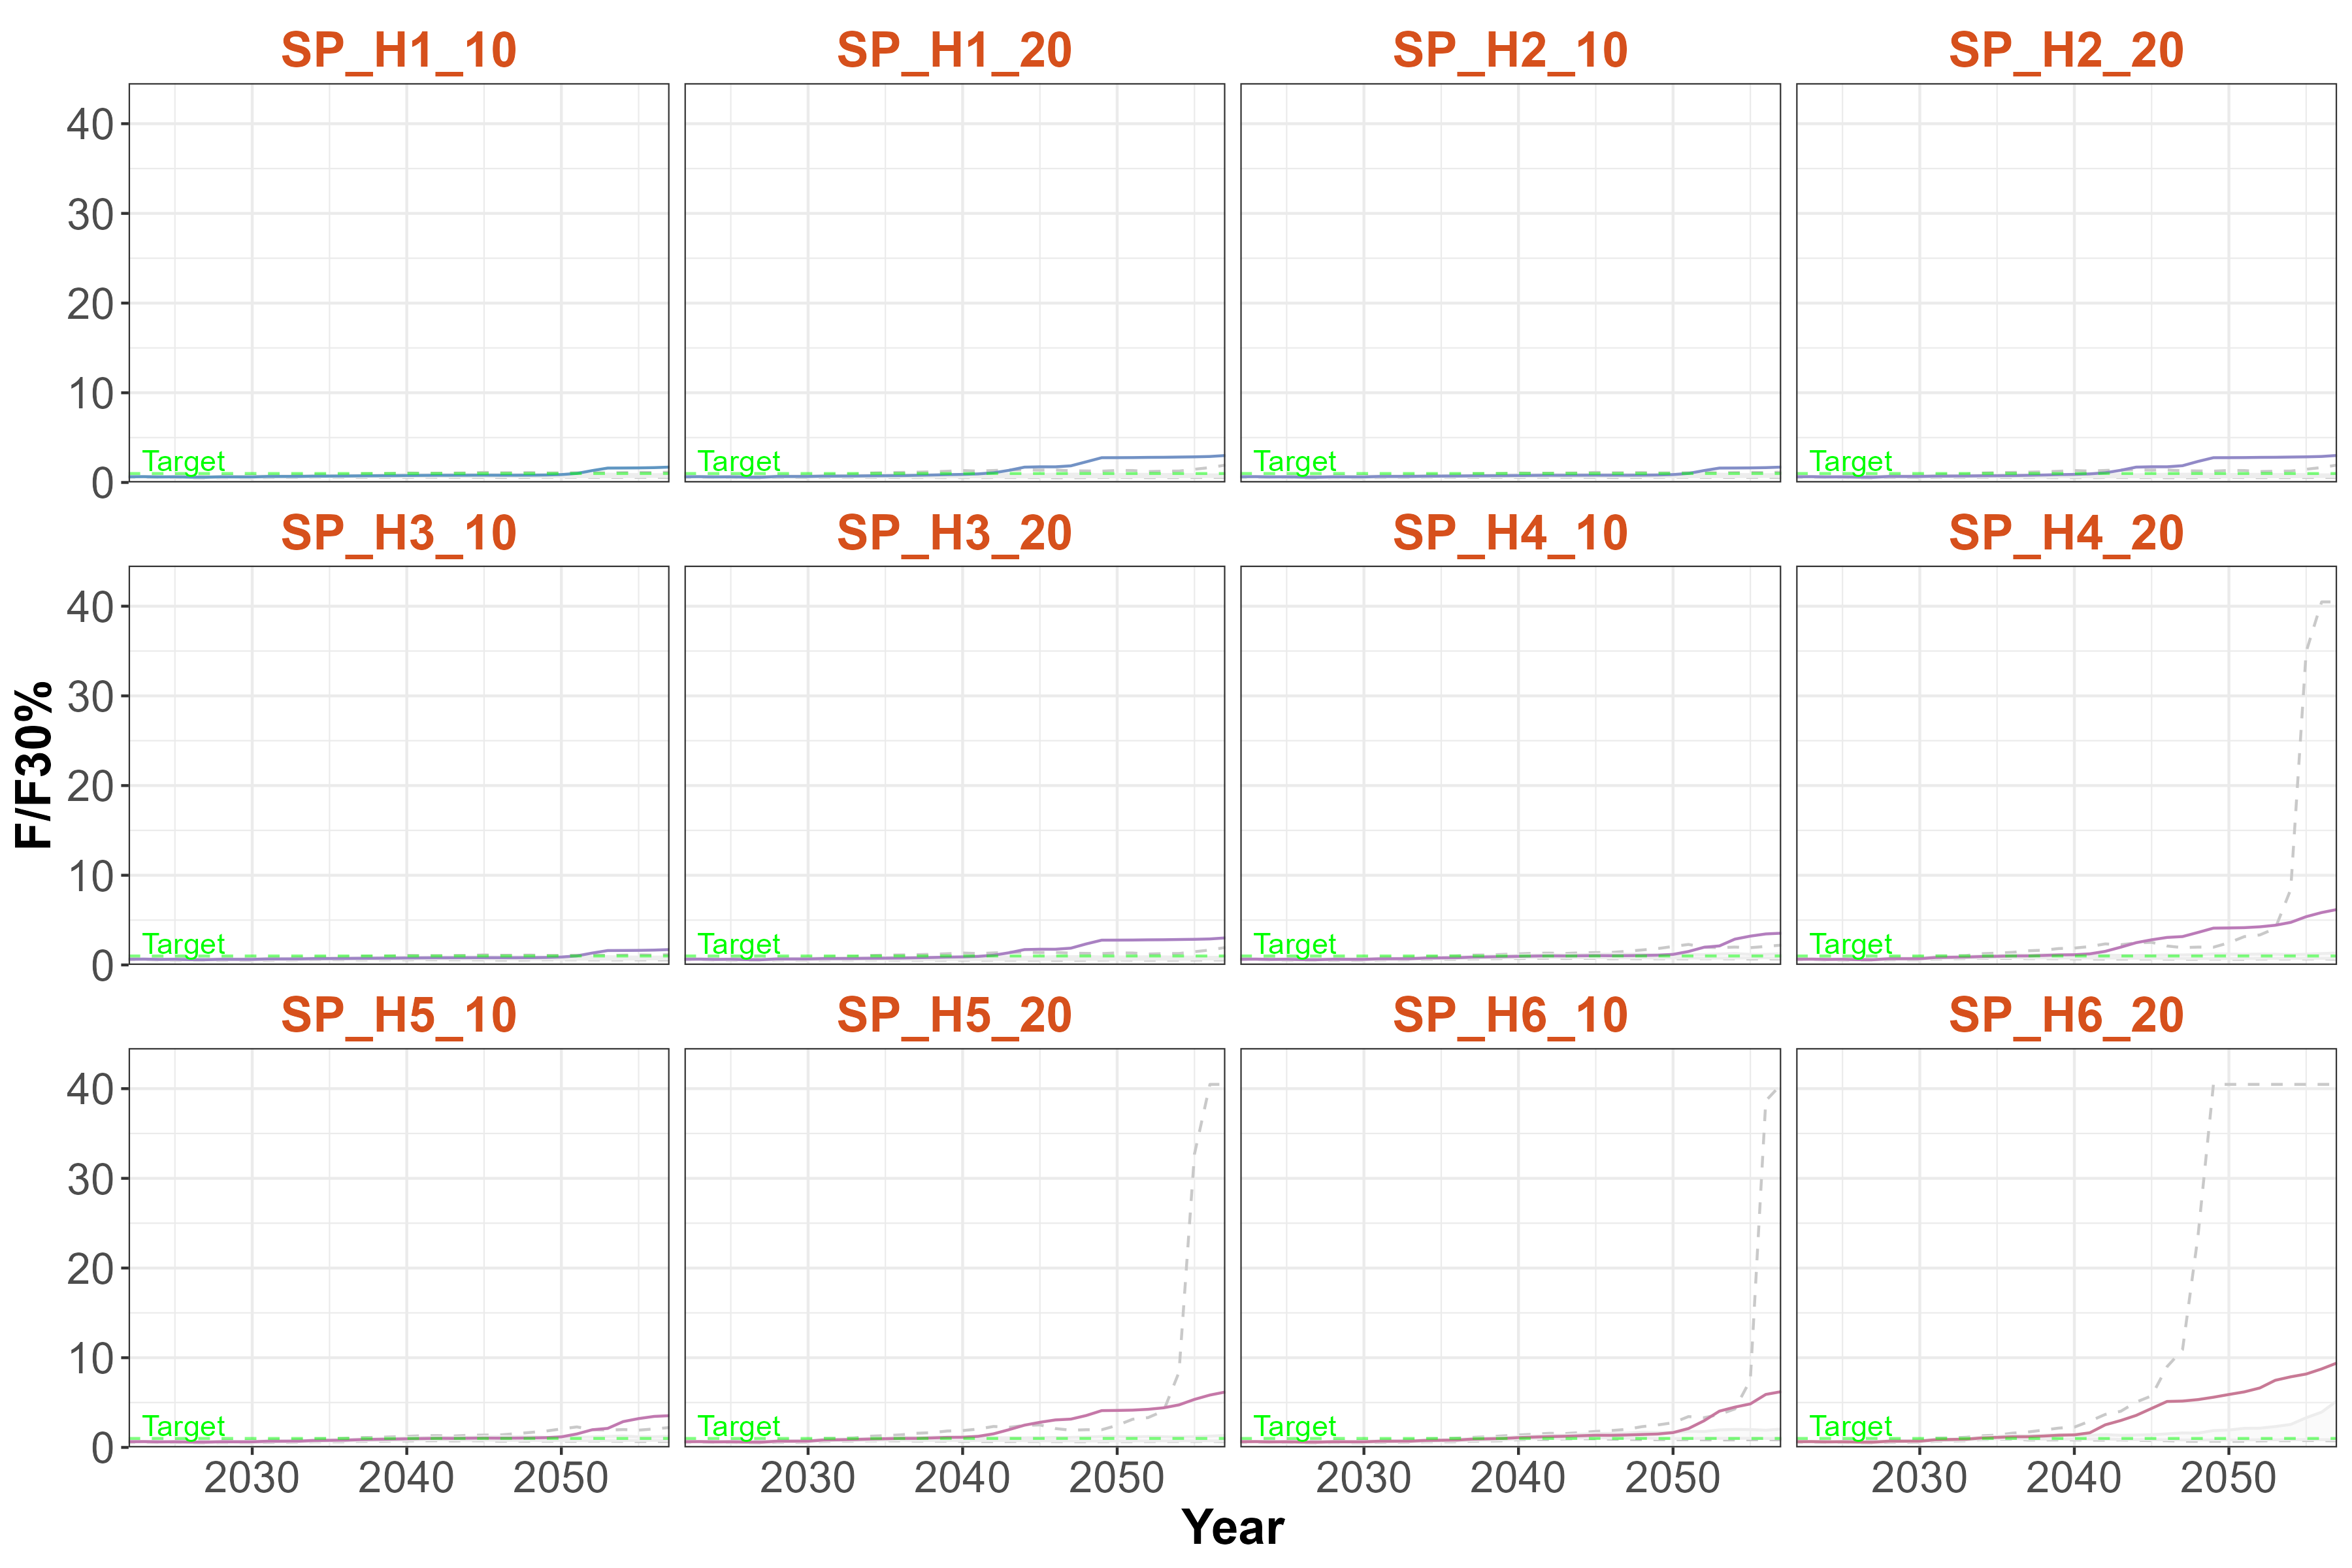 SP_H1_10 SP_H1_20 SP_H2_10 SP_H2_20
40
30
20
10
0
Target Target Target Target
SP_H3_10 SP_H3_20 SP_H4_10 SP_H4_20
40
30
20
10
0
Target Target Target Target
F/F30%
SP_H5_10 SP_H5_20 SP_H6_10 SP_H6_20
40
30
20
10
0
Target Target Target Target
2030 2040 2050 2030 2040 2050 2030 2040 2050 2030 2040 2050
Year